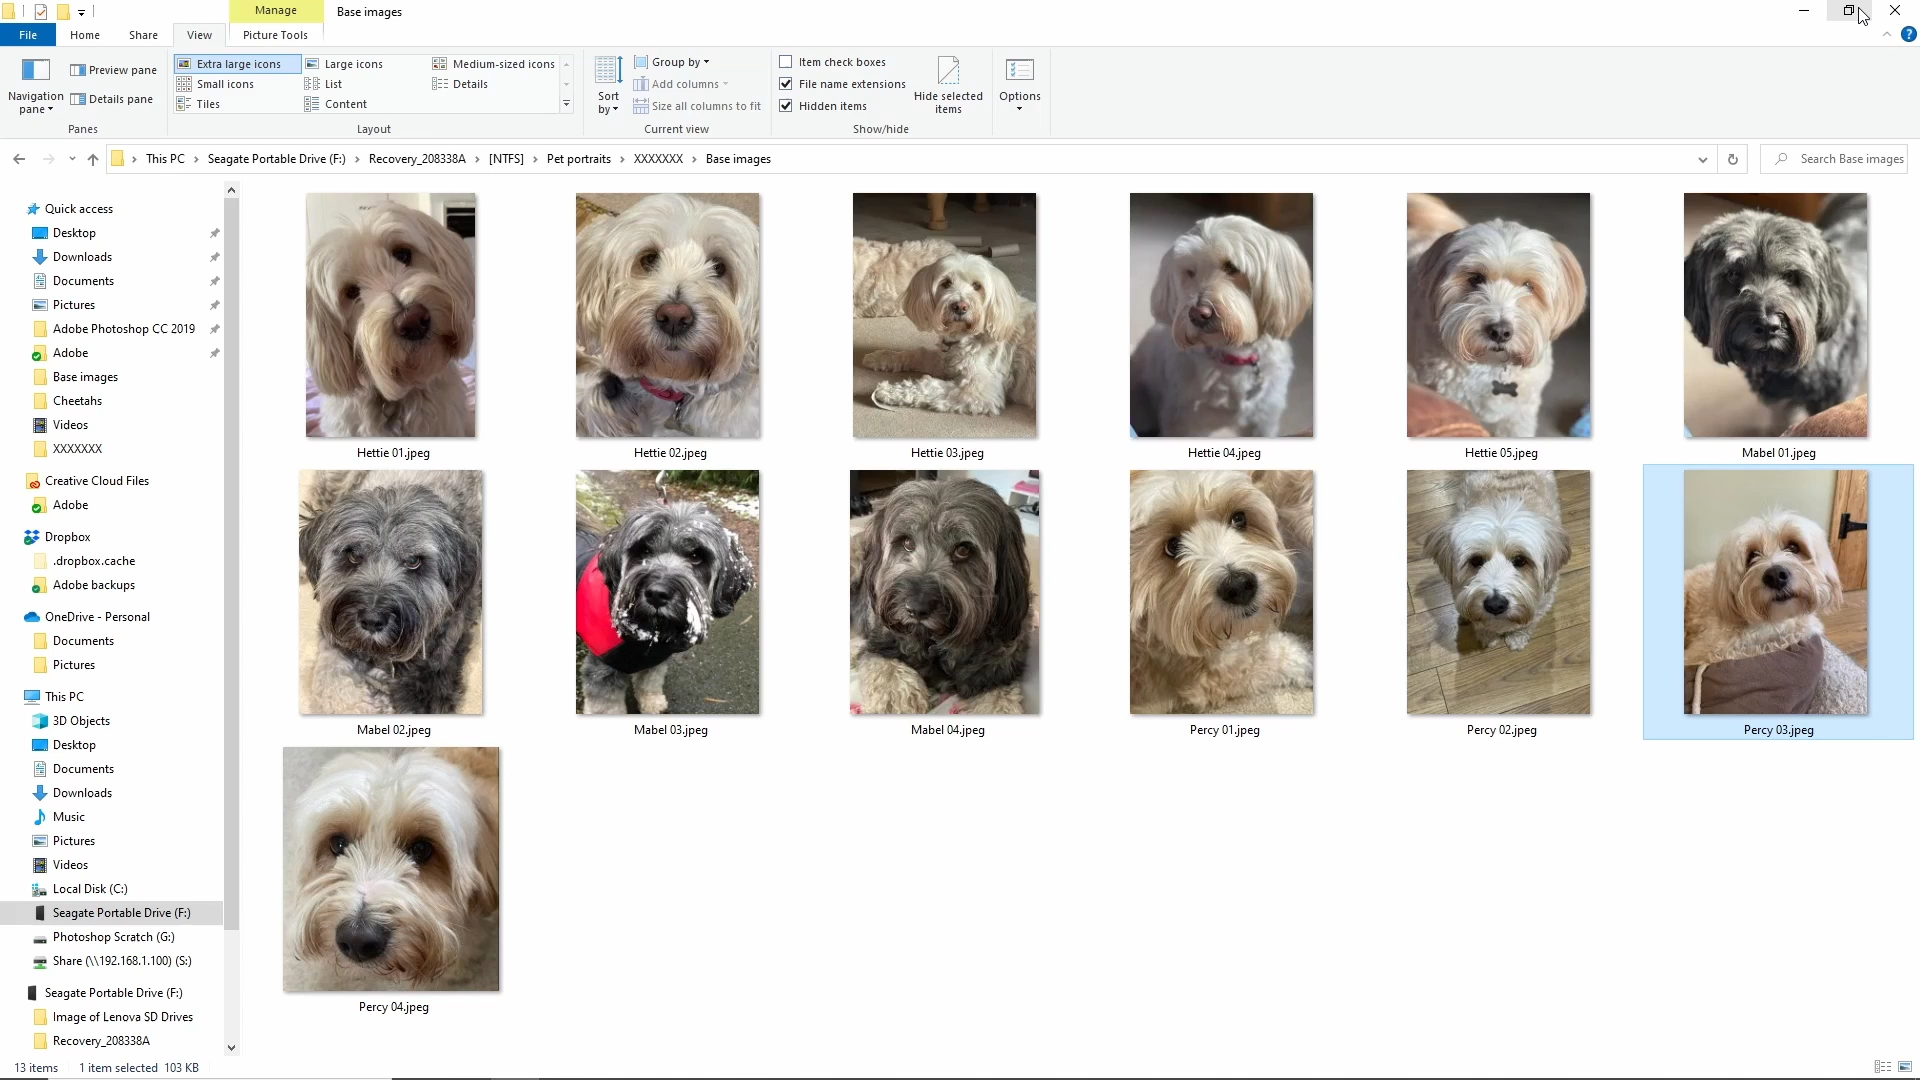 Manage
Base images
File
Home
Share
View
Picture Tools
Navigation pane
Preview pane
Details pane
Panes
Extra large icons
Large icons
Medium-sized icons
Small icons
List
Details
Tiles
Content
Layout
Sort by
Group by
Add columns
Size all columns to fit
Current view
Item check boxes
File name extensions
Hidden items
Hide selected items
Show/hide
Options
This PC
Seagate Portable Drive (F:)
Recovery_208338A
[NTFS]
Pet portraits
XXXXXXX
Base images
Search Base images
Quick access
Desktop
Downloads
Documents
Pictures
Adobe Photoshop CC 2019
Adobe
Base images
Cheetahs
Videos
XXXXXXX
Creative Cloud Files
Adobe
Dropbox
.dropbox.cache
Adobe backups
OneDrive - Personal
Documents
Pictures
This PC
3D Objects
Desktop
Documents
Downloads
Music
Pictures
Videos
Local Disk (C:)
Seagate Portable Drive (F:)
Photoshop Scratch (G:)
Share (\\192.168.1.100) (S:)
Seagate Portable Drive (F:)
Image of Lenova SD Drives
Recovery_208338A
Hettie 01.jpeg
Hettie 02.jpeg
Hettie 03.jpeg
Hettie 04.jpeg
Hettie 05.jpeg
Mabel 01.jpeg
Mabel 02.jpeg
Mabel 03.jpeg
Mabel 04.jpeg
Percy 01.jpeg
Percy 02.jpeg
Percy 03.jpeg
Percy 04.jpeg
13 items
1 item selected 103 KB